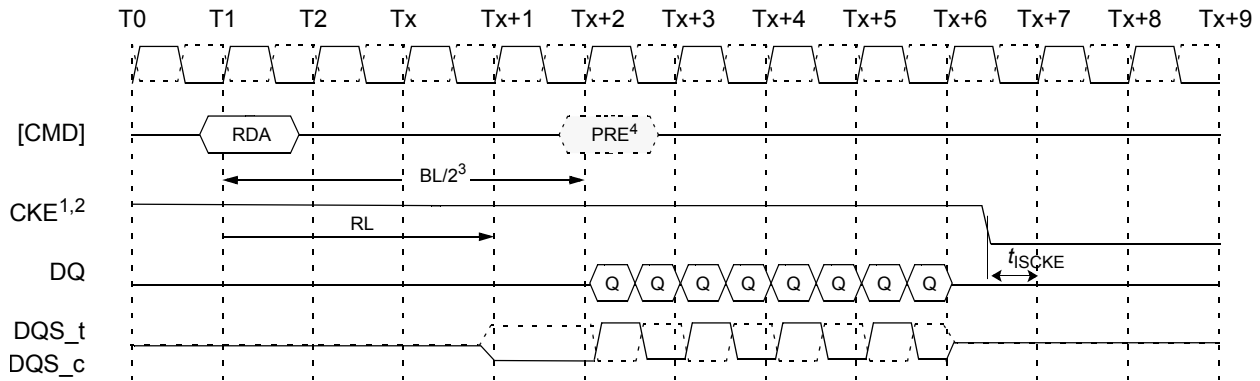 T0 T1 T2 Tx Tx+1 Tx+2 Tx+3 Tx+4 Tx+5 Tx+6 Tx+7 Tx+8 Tx+9
[CMD] RDA PRE⁴
BL/2³
CKE¹,²
RL
tISCKE
DQ Q Q Q Q Q Q Q Q
DQS_t
DQS_c